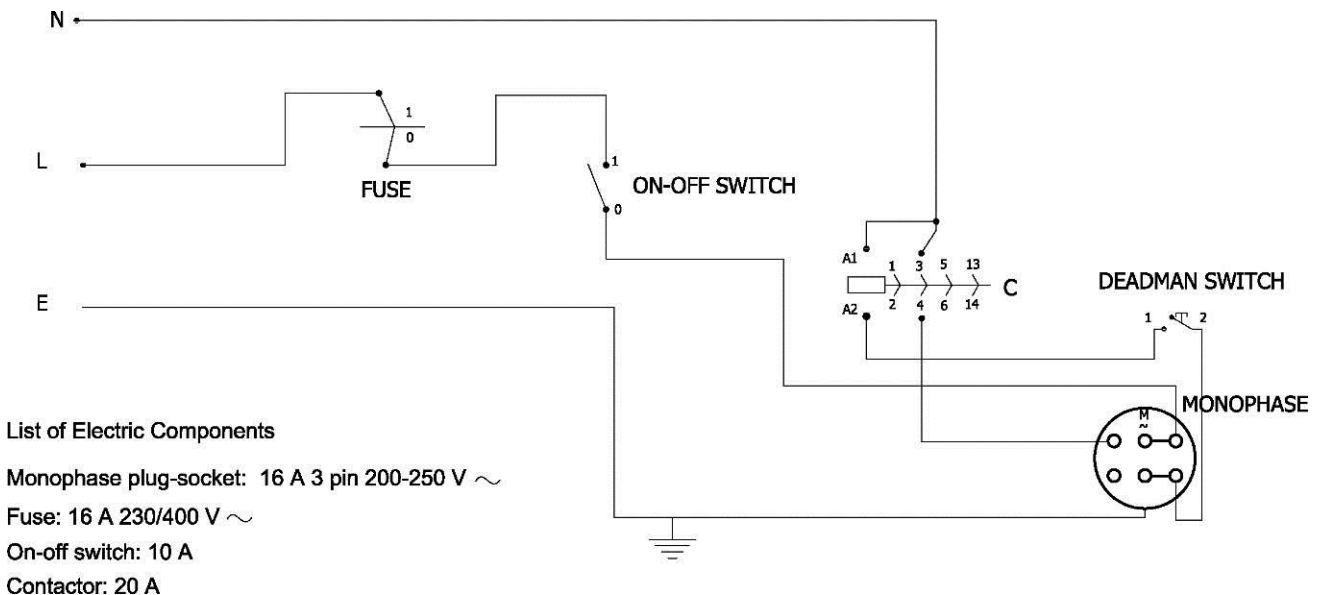 N
1
0
L
FUSE
1
ON-OFF SWITCH
0
A1 1 3 5 13
C
A2 2 4 6 14
E
DEADMAN SWITCH
1 2
MONOPHASE
M
~
List of Electric Components
Monophase plug-socket: 16 A 3 pin 200-250 V ~
Fuse: 16 A 230/400 V ~
On-off switch: 10 A
Contactor: 20 A